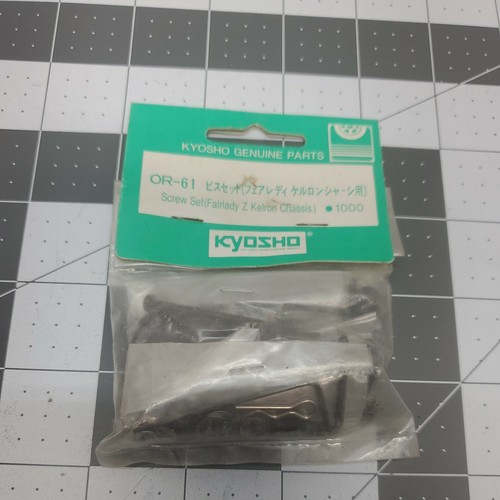 KYOSHO GENUINE PARTS
OR-61 ビスセット(フェアレディ ケルロンシャーシ用)
Screw Set(Fairlady Z Kelron Chassis) ●1000
KYOSHO